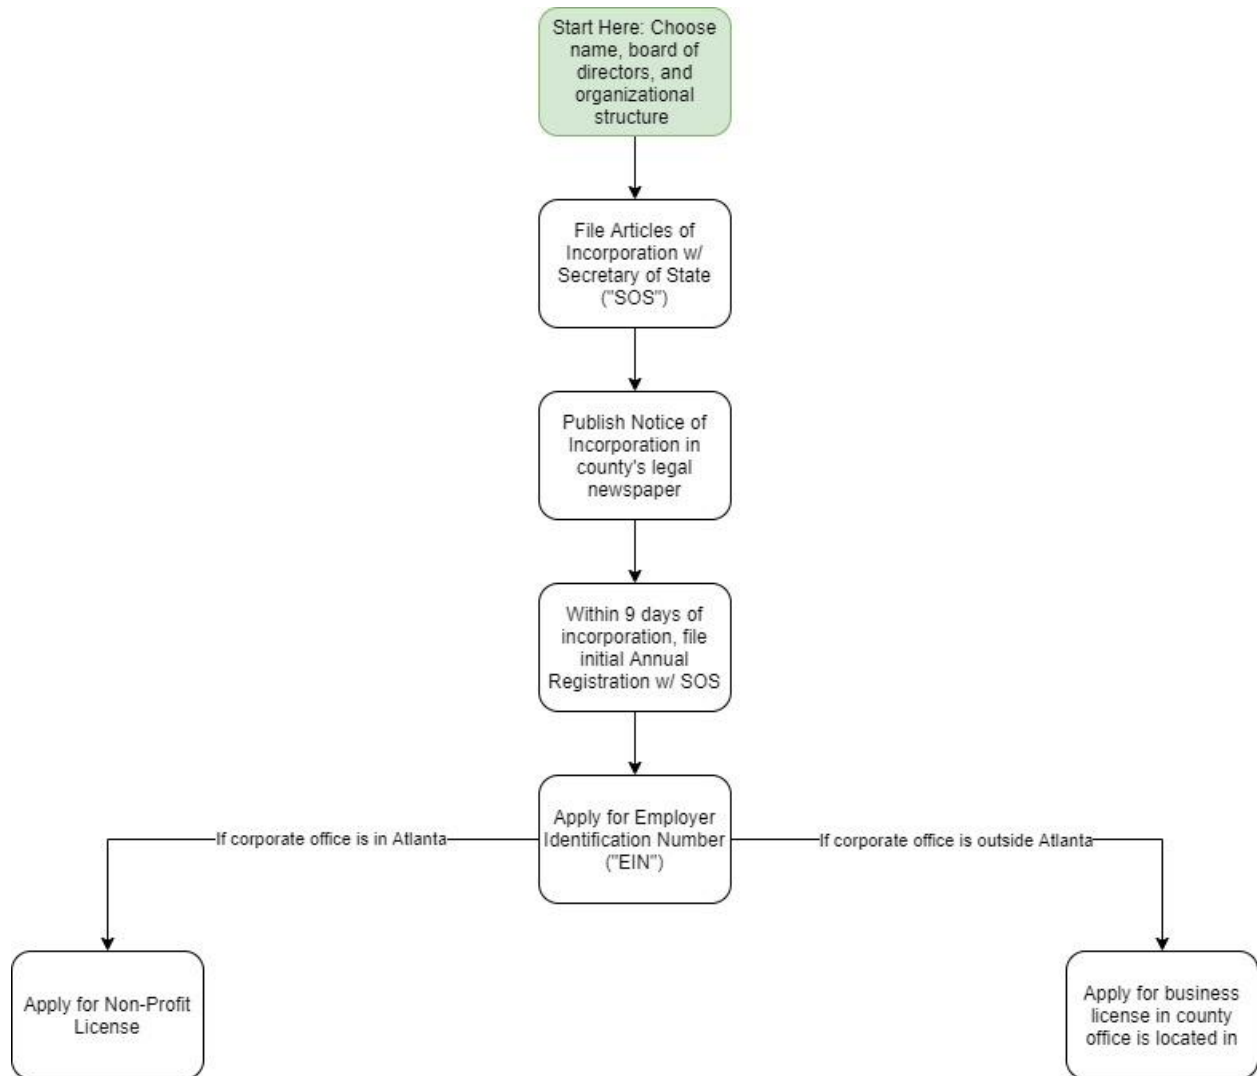 Start Here: Choose
name, board of
directors, and
organizational
structure
File Articles of
Incorporation w/
Secretary of State
("SOS")
Publish Notice of
Incorporation in
county's legal
newspaper
Within 9 days of
incorporation, file
initial Annual
Registration w/ SOS
Apply for Employer
Identification Number
("EIN")
If corporate office is in Atlanta
If corporate office is outside Atlanta
Apply for Non-Profit
License
Apply for business
license in county
office is located in